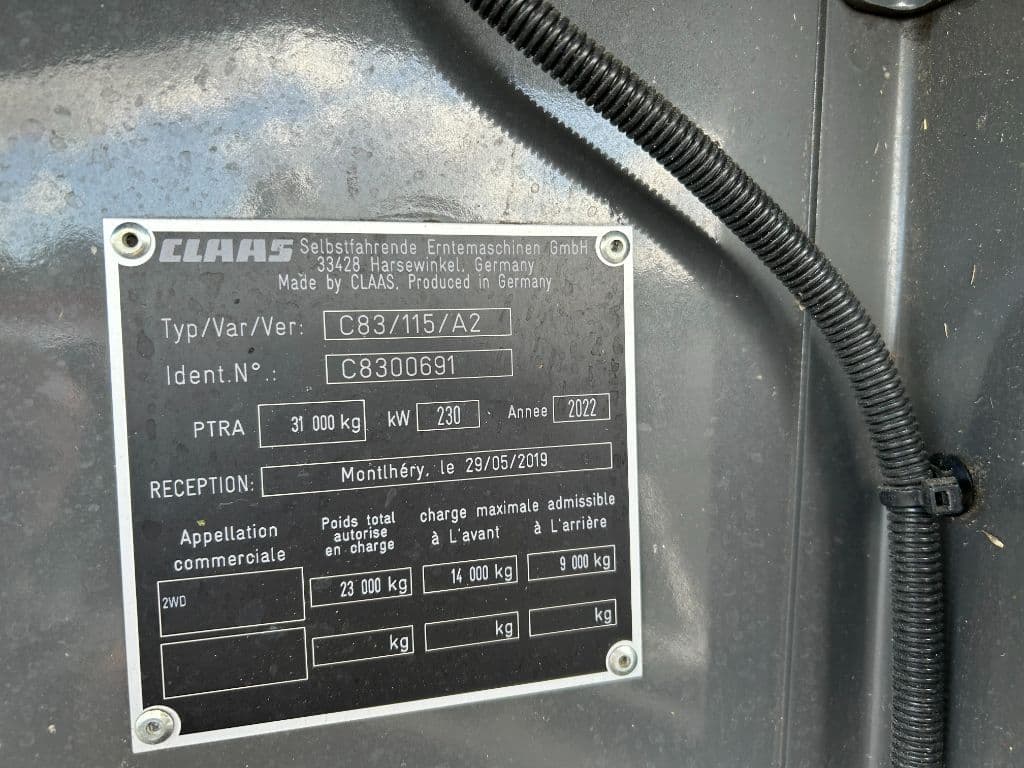 CLAAS Selbstfahrende Erntemaschinen GmbH
33428 Harsewinkel, Germany
Made by CLAAS, Produced in Germany
Typ/Var/Ver: C83/115/A2
Ident.N°.: C8300691
PTRA 31 000 kg kW 230 Annee 2022
RECEPTION: Montlhéry, le 29/05/2019
Appellation commerciale Poids total autorise en charge charge maximale admissible à L'avant à L'arrière
2WD 23 000 kg 14 000 kg 9 000 kg
kg kg kg